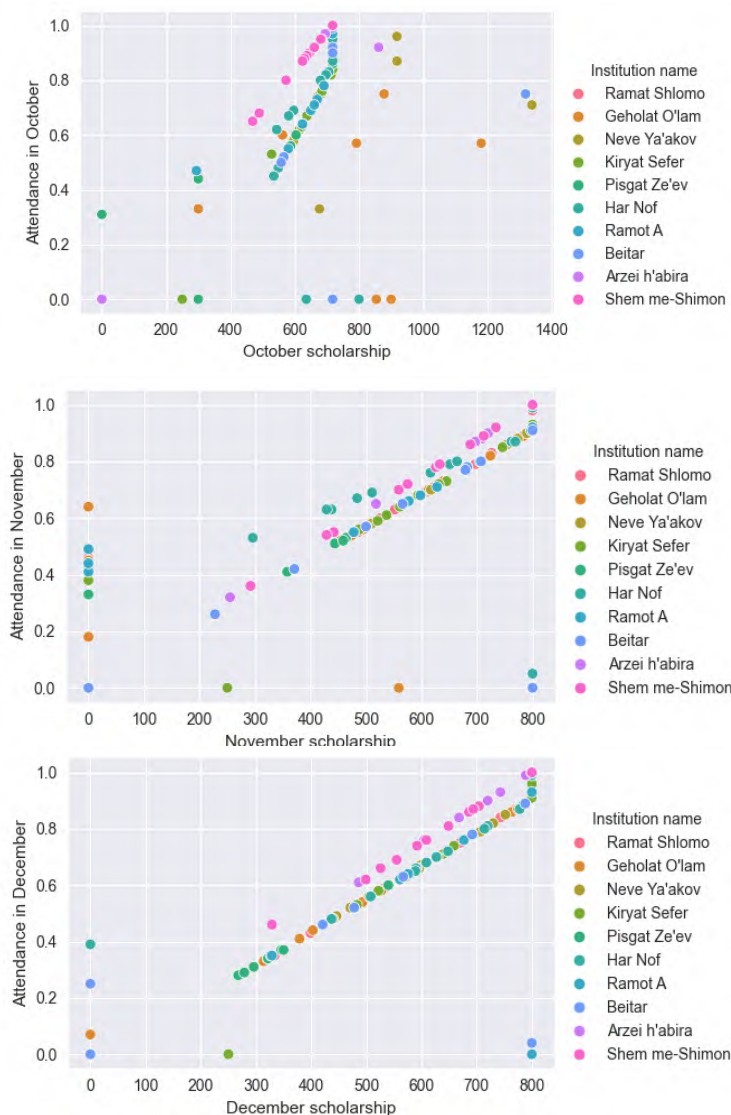 1.0
0.8
0.6
0.4
0.2
0.0
Attendance in October
0 200 400 600 800 1000 1200 1400
October scholarship
Institution name
Ramat Shlomo
Geholat O'lam
Neve Ya'akov
Kiryat Sefer
Pisgat Ze'ev
Har Nof
Ramot A
Beitar
Arzei h'abira
Shem me-Shimon
1.0
0.8
0.6
0.4
0.2
0.0
Attendance in November
0 100 200 300 400 500 600 700 800
November scholarship
Institution name
Ramat Shlomo
Geholat O'lam
Neve Ya'akov
Kiryat Sefer
Pisgat Ze'ev
Har Nof
Ramot A
Beitar
Arzei h'abira
Shem me-Shimon
1.0
0.8
0.6
0.4
0.2
0.0
Attendance in December
0 100 200 300 400 500 600 700 800
December scholarship
Institution name
Ramat Shlomo
Geholat O'lam
Neve Ya'akov
Kiryat Sefer
Pisgat Ze'ev
Har Nof
Ramot A
Beitar
Arzei h'abira
Shem me-Shimon